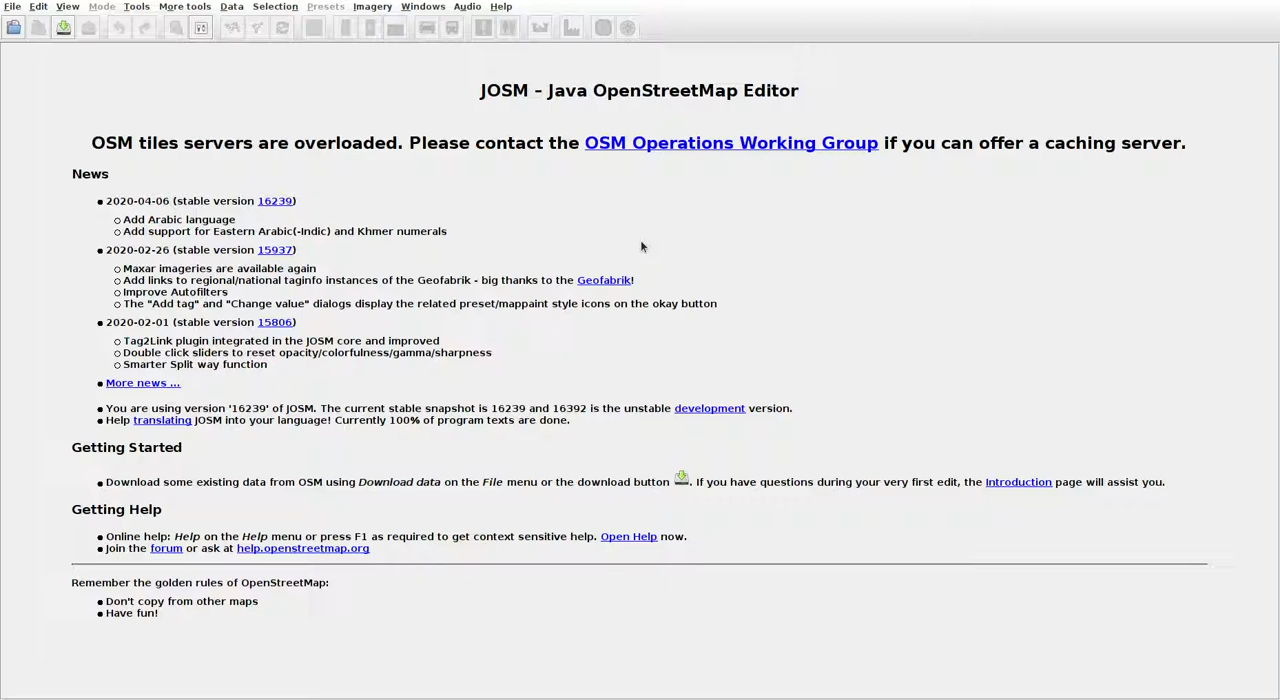 File Edit View Mode Tools More tools Data Selection Presets Imagery Windows Audio Help
JOSM – Java OpenStreetMap Editor
OSM tiles servers are overloaded. Please contact the OSM Operations Working Group if you can offer a caching server.
News
2020-04-06 (stable version 16239)
Add Arabic language
Add support for Eastern Arabic(-Indic) and Khmer numerals
2020-02-26 (stable version 15937)
Maxar imageries are available again
Add links to regional/national taginfo instances of the Geofabrik - big thanks to the Geofabrik!
Improve Autofilters
The "Add tag" and "Change value" dialogs display the related preset/mappaint style icons on the okay button
2020-02-01 (stable version 15806)
Tag2Link plugin integrated in the JOSM core and improved
Double click sliders to reset opacity/colorfulness/gamma/sharpness
Smarter Split way function
More news ...
You are using version '16239' of JOSM. The current stable snapshot is 16239 and 16392 is the unstable development version.
Help translating JOSM into your language! Currently 100% of program texts are done.
Getting Started
Download some existing data from OSM using Download data on the File menu or the download button . If you have questions during your very first edit, the Introduction page will assist you.
Getting Help
Online help: Help on the Help menu or press F1 as required to get context sensitive help. Open Help now.
Join the forum or ask at help.openstreetmap.org
Remember the golden rules of OpenStreetMap:
Don't copy from other maps
Have fun!